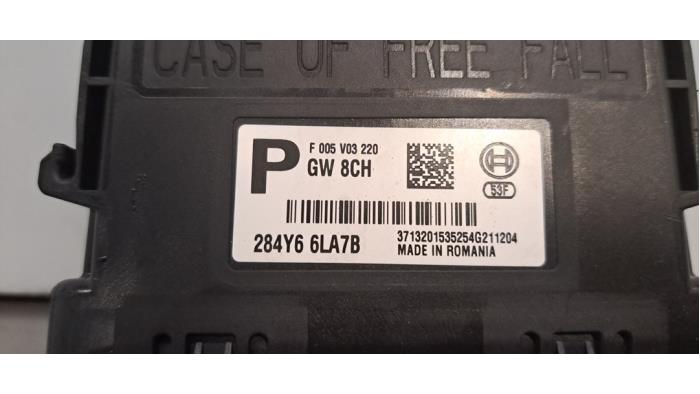 CASE OF FREE FALL
P
F 005 V03 220
GW 8CH
53F
284Y6 6LA7B
3713201535254G211204
MADE IN ROMANIA